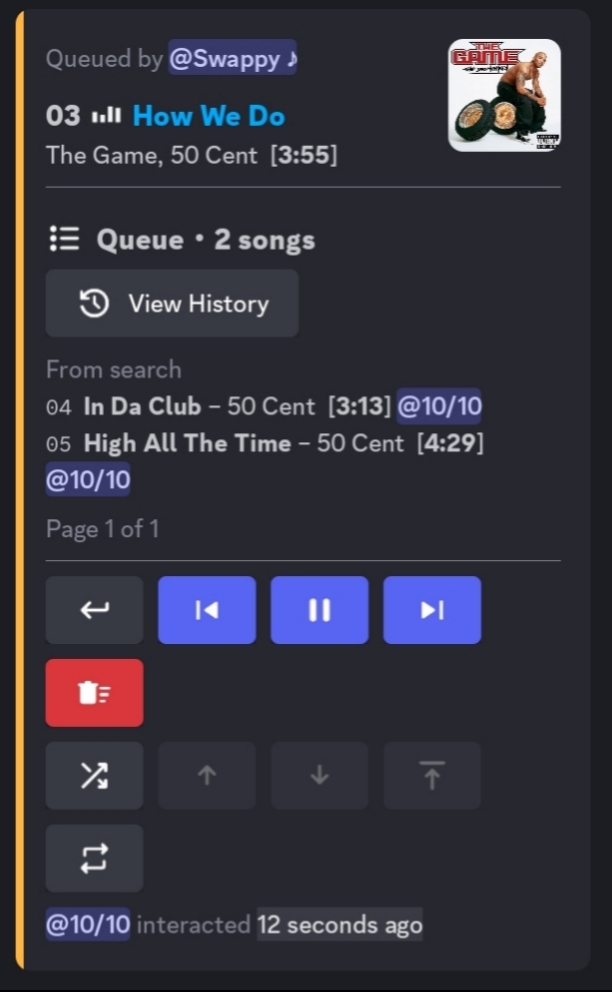 Queued by @Swappy ♪
THE GAME
03 How We Do
The Game, 50 Cent [3:55]
Queue • 2 songs
View History
From search
04 In Da Club – 50 Cent [3:13] @10/10
05 High All The Time – 50 Cent [4:29]
@10/10
Page 1 of 1
@10/10 interacted 12 seconds ago